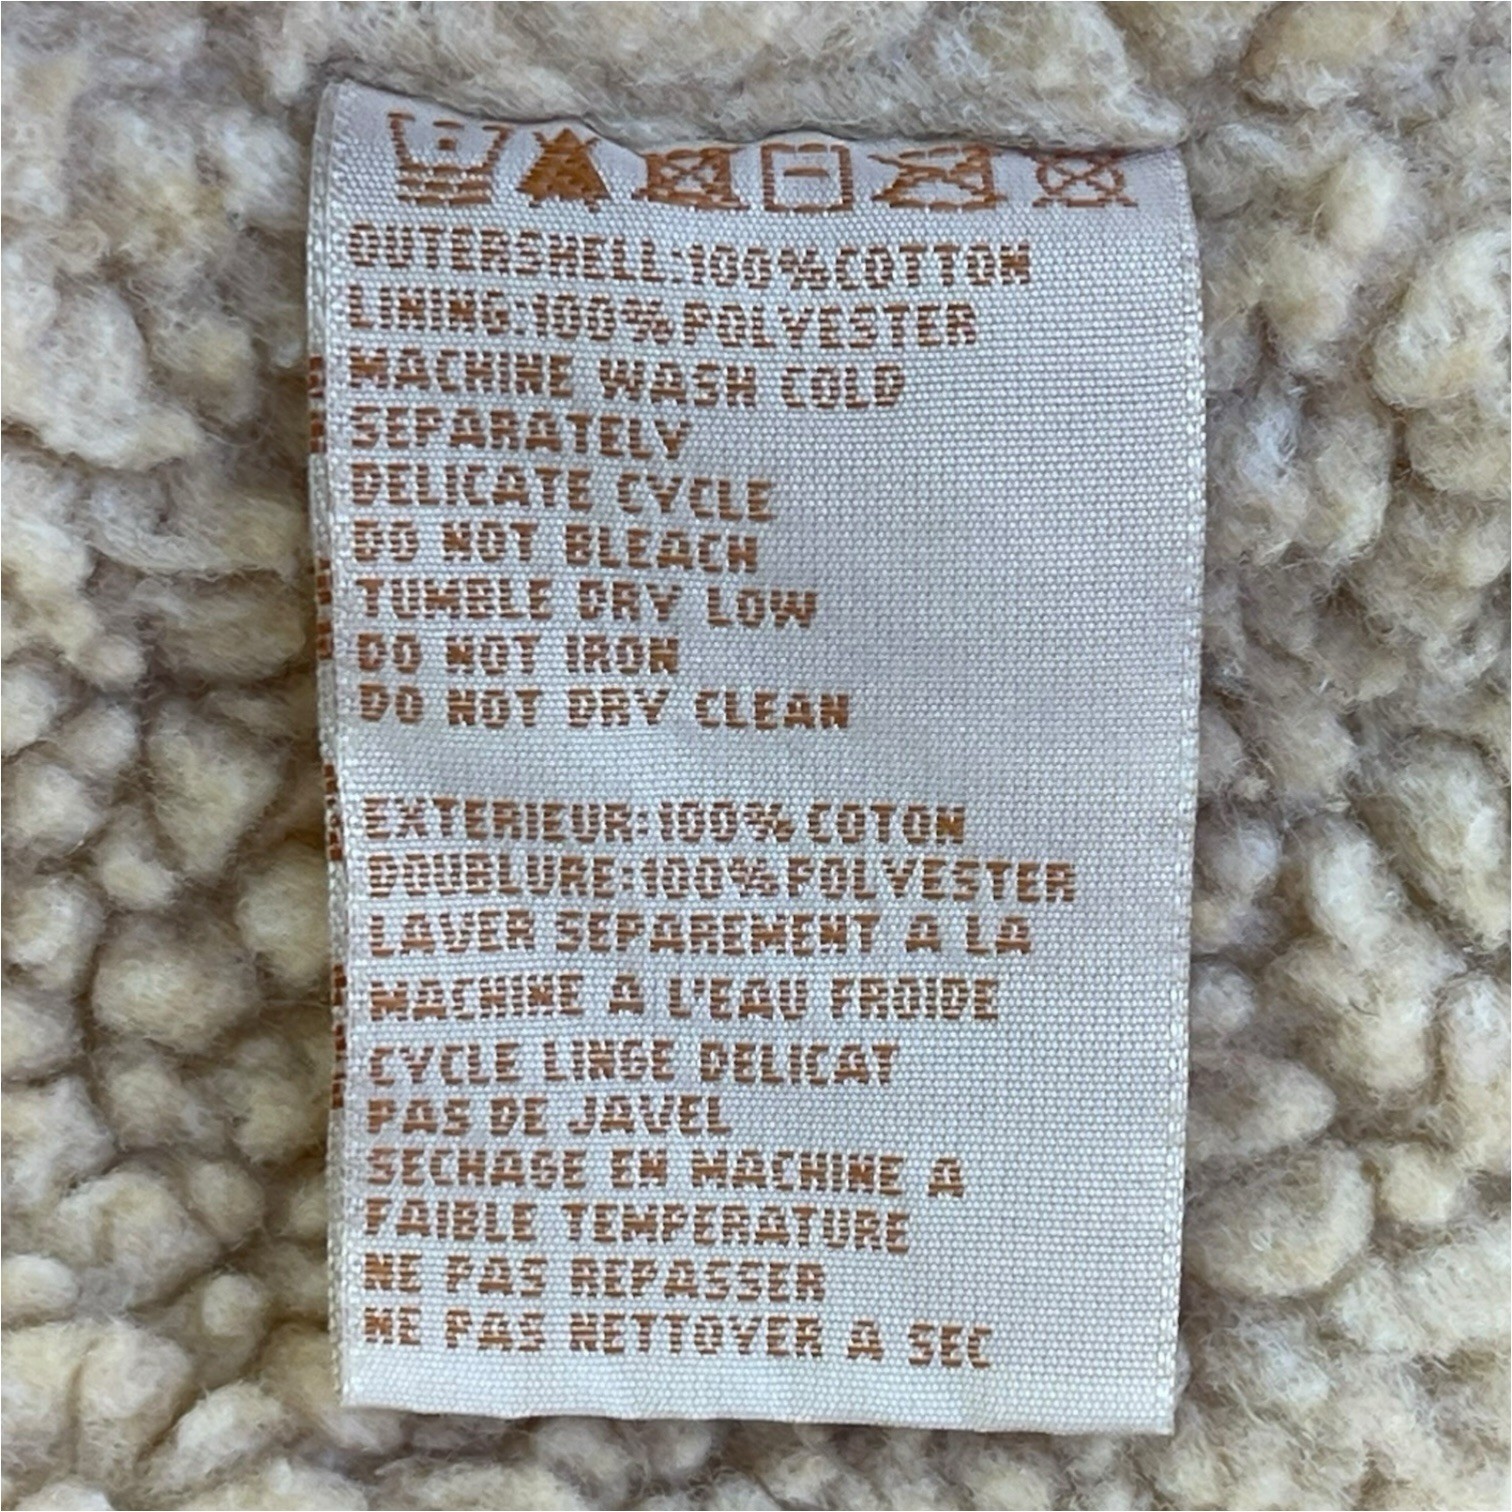 OUTERSHELL:100%COTTON
LINING:100%POLYESTER
MACHINE WASH COLD
SEPARATELY
DELICATE CYCLE
DO NOT BLEACH
TUMBLE DRY LOW
DO NOT IRON
DO NOT DRY CLEAN
EXTERIEUR:100%COTON
DOUBLURE:100%POLYESTER
LAVER SEPAREMENT A LA
MACHINE A L'EAU FROIDE
CYCLE LINGE DELICAT
PAS DE JAVEL
SECHAGE EN MACHINE A
FAIBLE TEMPERATURE
NE PAS REPASSER
NE PAS NETTOYER A SEC